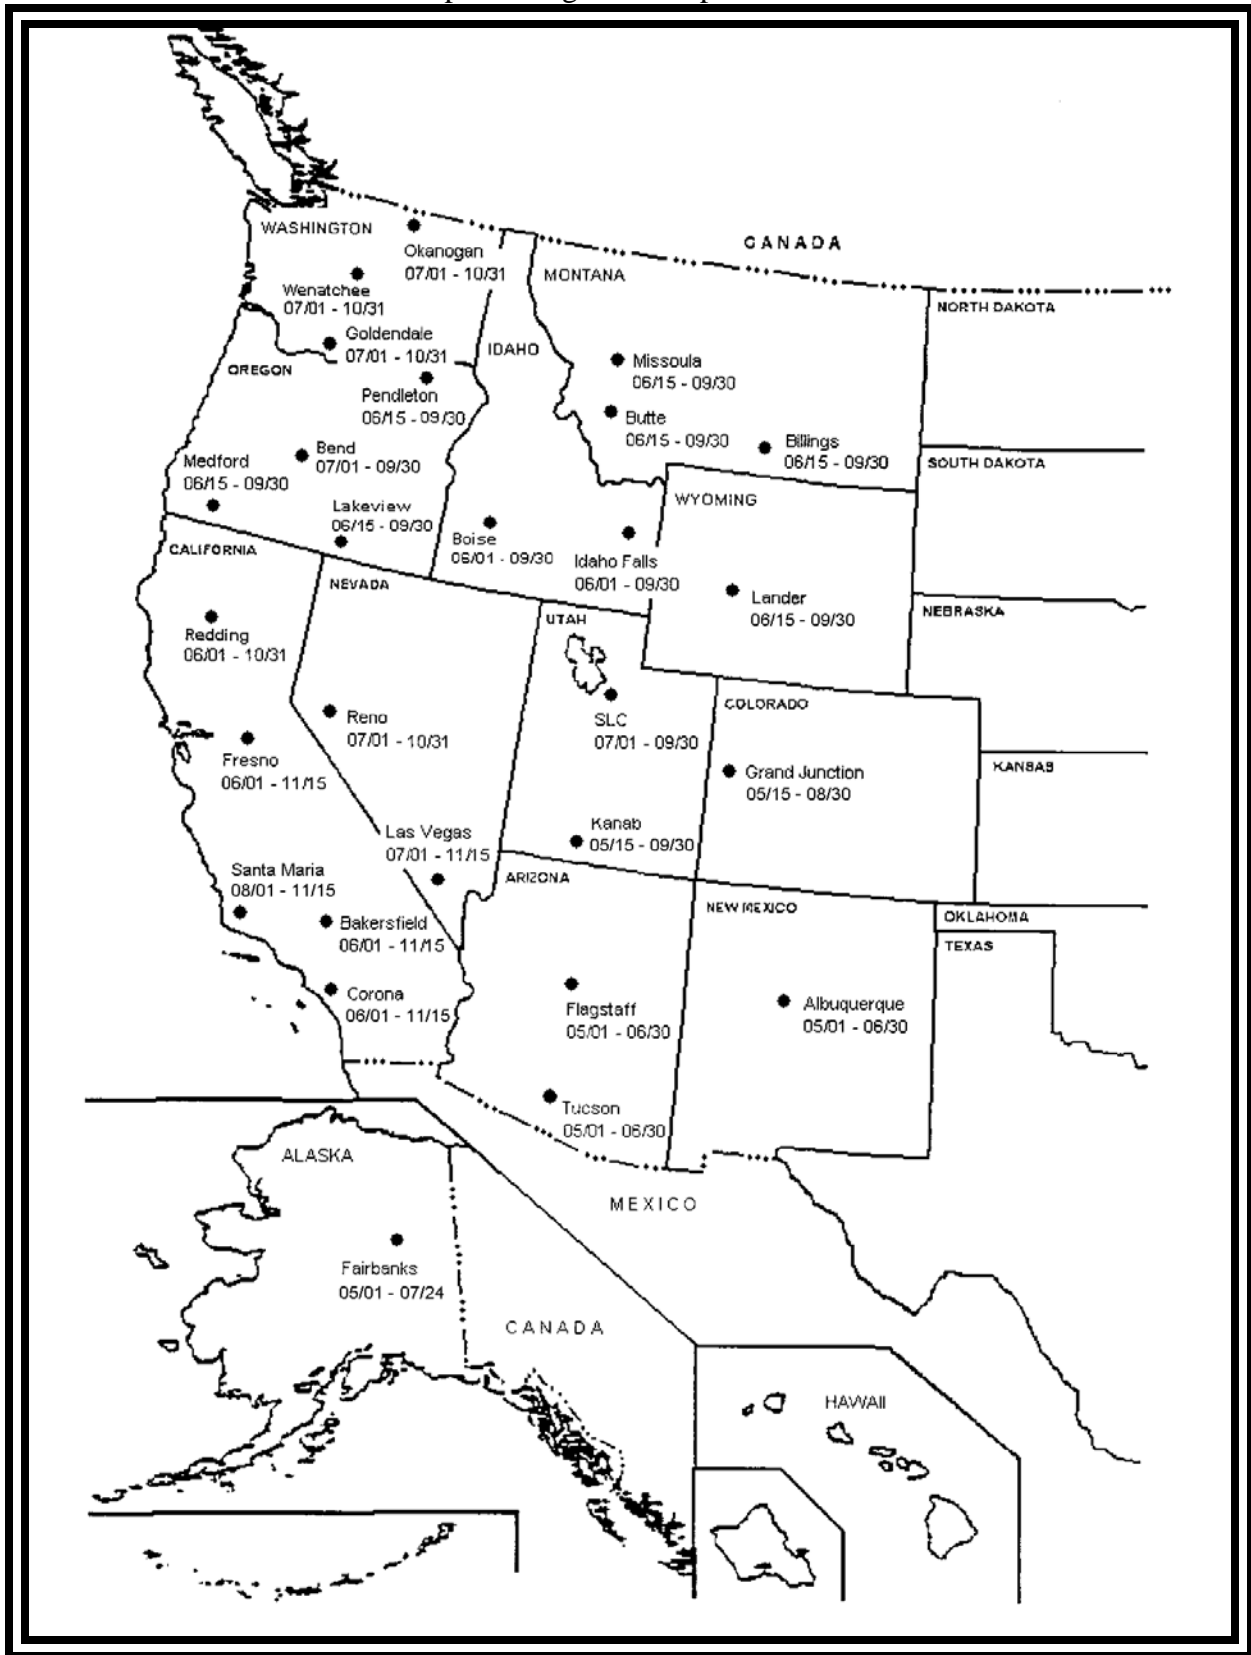 WASHINGTON
Okanogan
07/01 - 10/31
CANADA
MONTANA
Wenatchee
07/01 - 10/31
NORTH DAKOTA
Goldendale
07/01 - 10/31
IDAHO
OREGON
Missoula
06/15 - 09/30
Pendleton
06/15 - 09/30
Butte
06/15 - 09/30
Billings
06/15 - 09/30
Bend
07/01 - 09/30
Medford
06/15 - 09/30
SOUTH DAKOTA
WYOMING
Lakeview
06/15 - 09/30
Boise
06/01 - 09/30
CALIFORNIA
Idaho Falls
06/01 - 09/30
NEVADA
Lander
06/15 - 09/30
NEBRASKA
UTAH
Redding
06/01 - 10/31
COLORADO
SLC
07/01 - 09/30
Reno
07/01 - 10/31
Fresno
06/01 - 11/15
KANSAS
Grand Junction
05/15 - 08/30
Kanab
05/15 - 09/30
Las Vegas
07/01 - 11/15
Santa Maria
08/01 - 11/15
ARIZONA
NEW MEXICO
OKLAHOMA
Bakersfield
06/01 - 11/15
TEXAS
Corona
06/01 - 11/15
Flagstaff
05/01 - 06/30
Albuquerque
05/01 - 06/30
Tucson
05/01 - 06/30
ALASKA
MEXICO
Fairbanks
05/01 - 07/24
CANADA
HAWAII